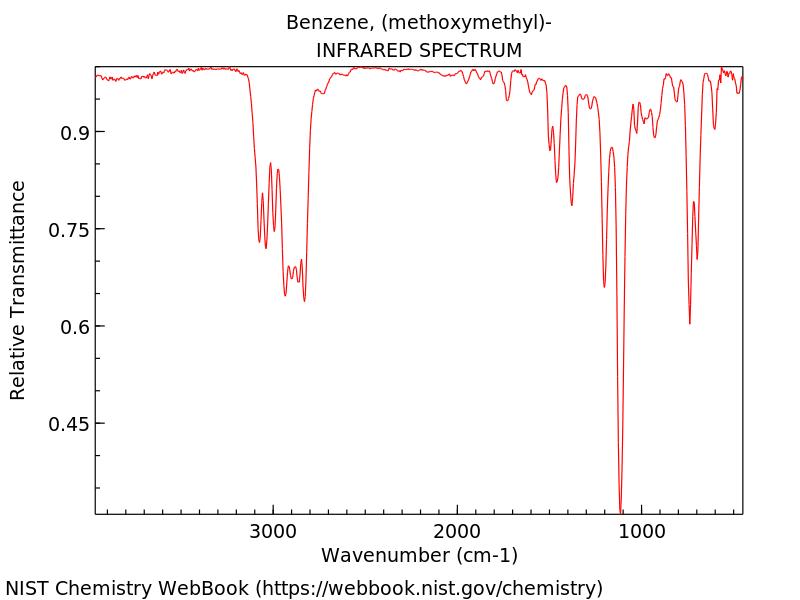 Benzene, (methoxymethyl)-
INFRARED SPECTRUM
0.9
0.75
0.6
0.45
Relative Transmittance
3000 2000 1000
Wavenumber (cm-1)
NIST Chemistry WebBook (https://webbook.nist.gov/chemistry)